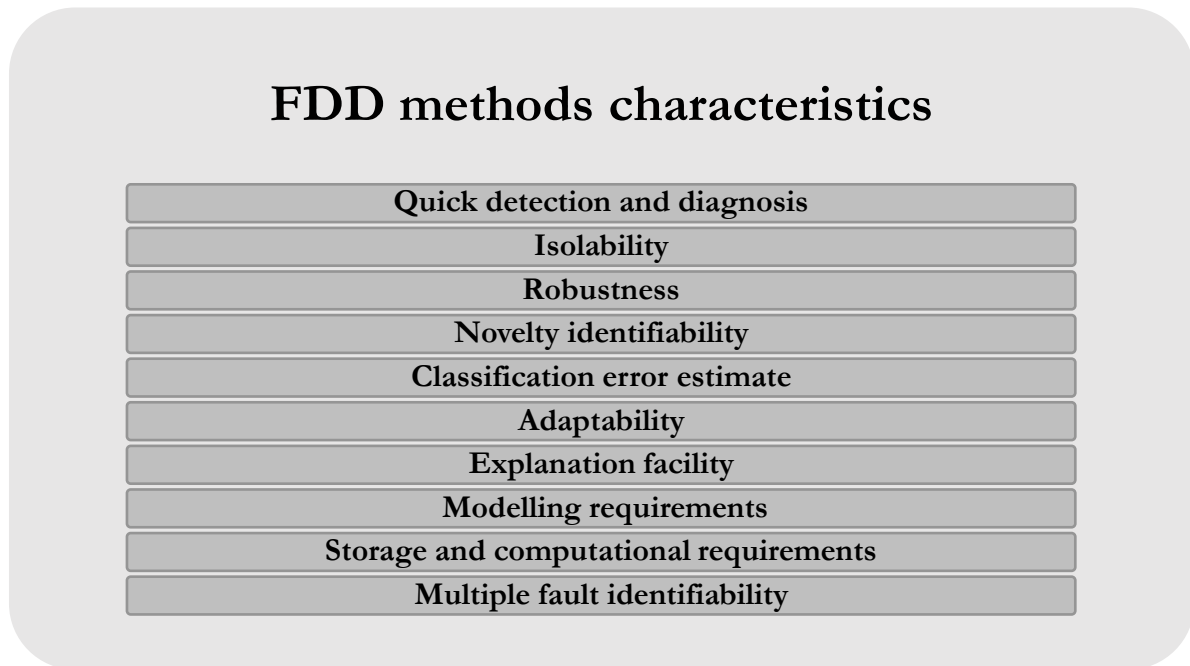 FDD methods characteristics
Quick detection and diagnosis
Isolability
Robustness
Novelty identifiability
Classification error estimate
Adaptability
Explanation facility
Modelling requirements
Storage and computational requirements
Multiple fault identifiability